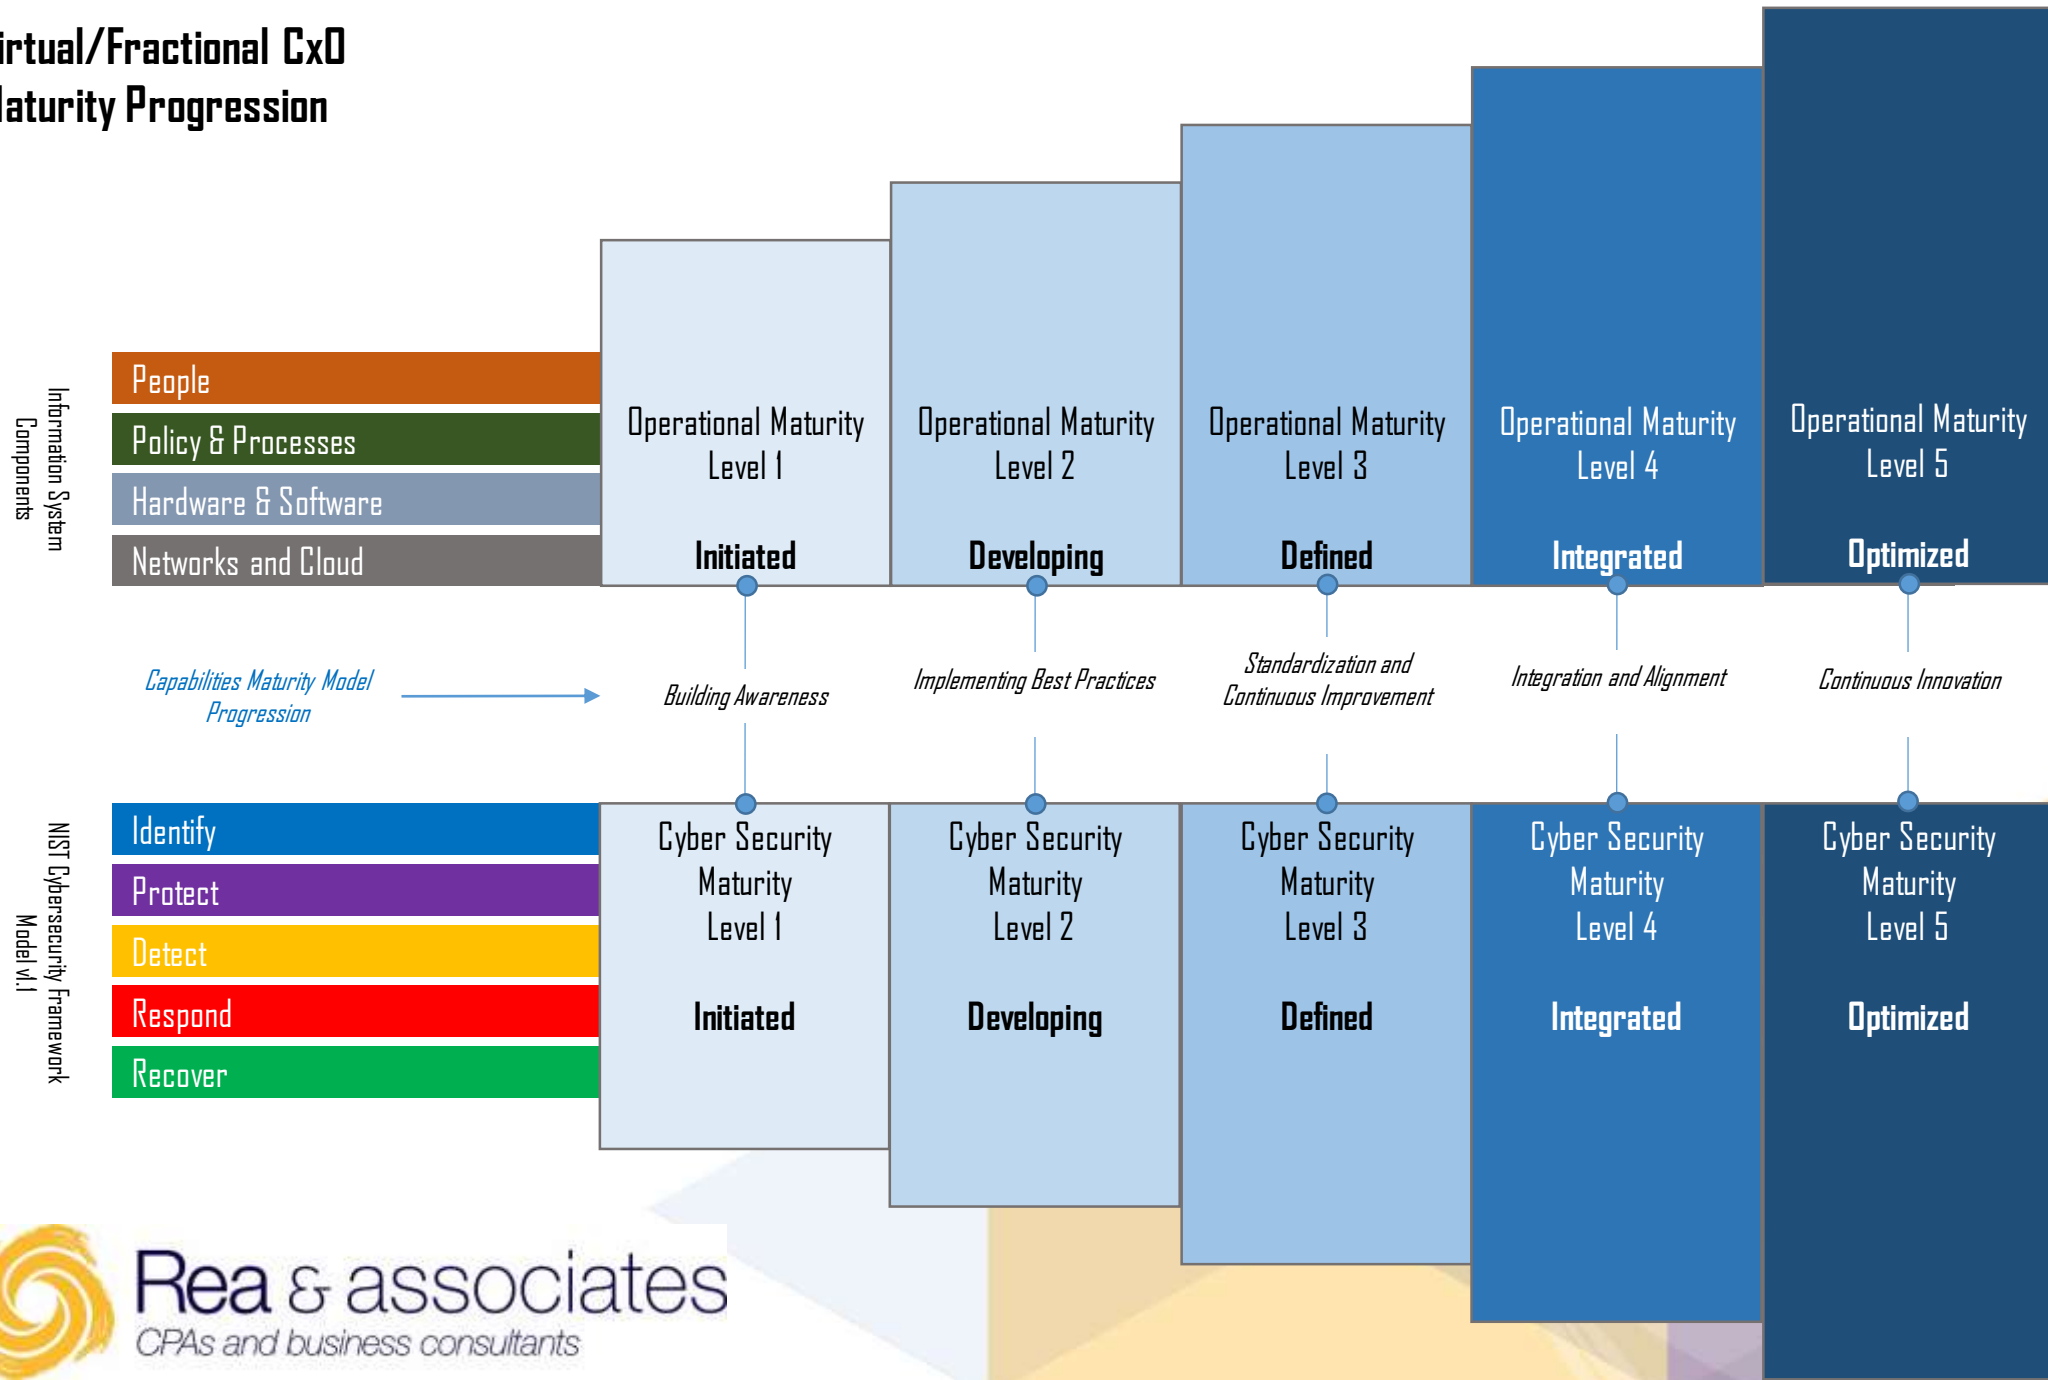 irtual/Fractional CxO
aturity Progression
Information System
Components
People
Policy & Processes
Hardware & Software
Networks and Cloud
Operational Maturity
Level 1
Initiated
Operational Maturity
Level 2
Developing
Operational Maturity
Level 3
Defined
Operational Maturity
Level 4
Integrated
Operational Maturity
Level 5
Optimized
Capabilities Maturity Model
Progression
Building Awareness
Implementing Best Practices
Standardization and
Continuous Improvement
Integration and Alignment
Continuous Innovation
NIST Cybersecurity Framework
Model v1.1
Identify
Protect
Detect
Respond
Recover
Cyber Security
Maturity
Level 1
Initiated
Cyber Security
Maturity
Level 2
Developing
Cyber Security
Maturity
Level 3
Defined
Cyber Security
Maturity
Level 4
Integrated
Cyber Security
Maturity
Level 5
Optimized
Rea & associates
CPAs and business consultants